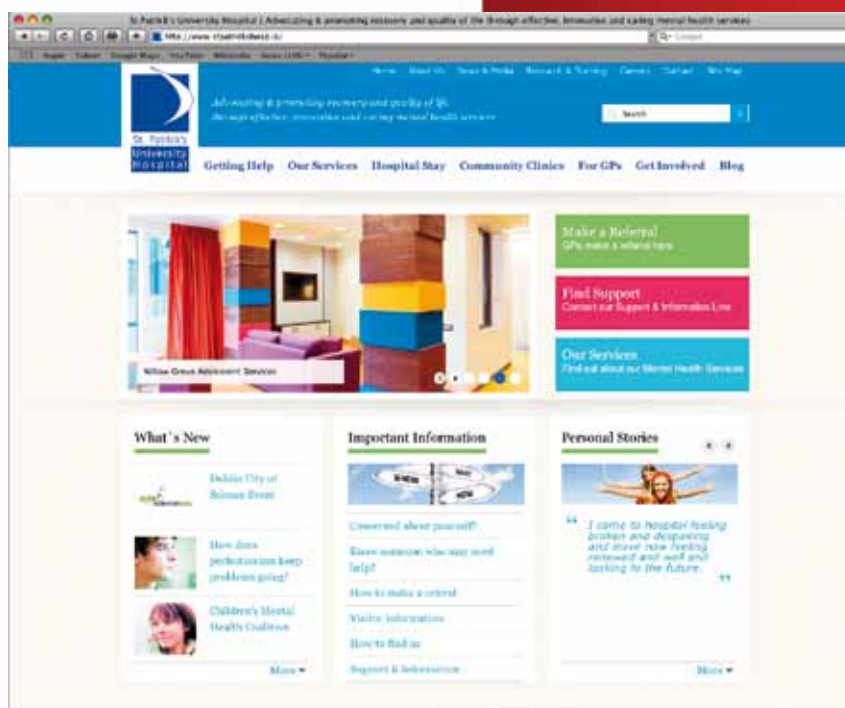 St Patrick's University Hospital | Advocating & promoting recovery and quality of life through effective, innovative and caring mental health services
Home About Us News & Media Research & Training Careers Contact Site Map
Advocating & promoting recovery and quality of life
through effective, innovative and caring mental health services
Search
St. Patrick's
University
Hospital
Getting Help Our Services Hospital Stay Community Clinics For GPs Get Involved Blog
Make a Referral
GPs make a referral here
Find Support
Contact our Support & Information Line
Our Services
Find out about our Mental Health Services
Willow Grove Adolescent Services
What`s New
Dublin City of
Science Event
How does
perfectionism keep
problems going?
Children's Mental
Health Coalition
More
Important Information
Concerned about yourself?
Know someone who may need
help?
How to make a referral
Visitor Information
How to find us
Support & Information
Personal Stories
“ I came to hospital feeling
broken and despairing
and leave now feeling
renewed and well and
looking to the future. ”
More